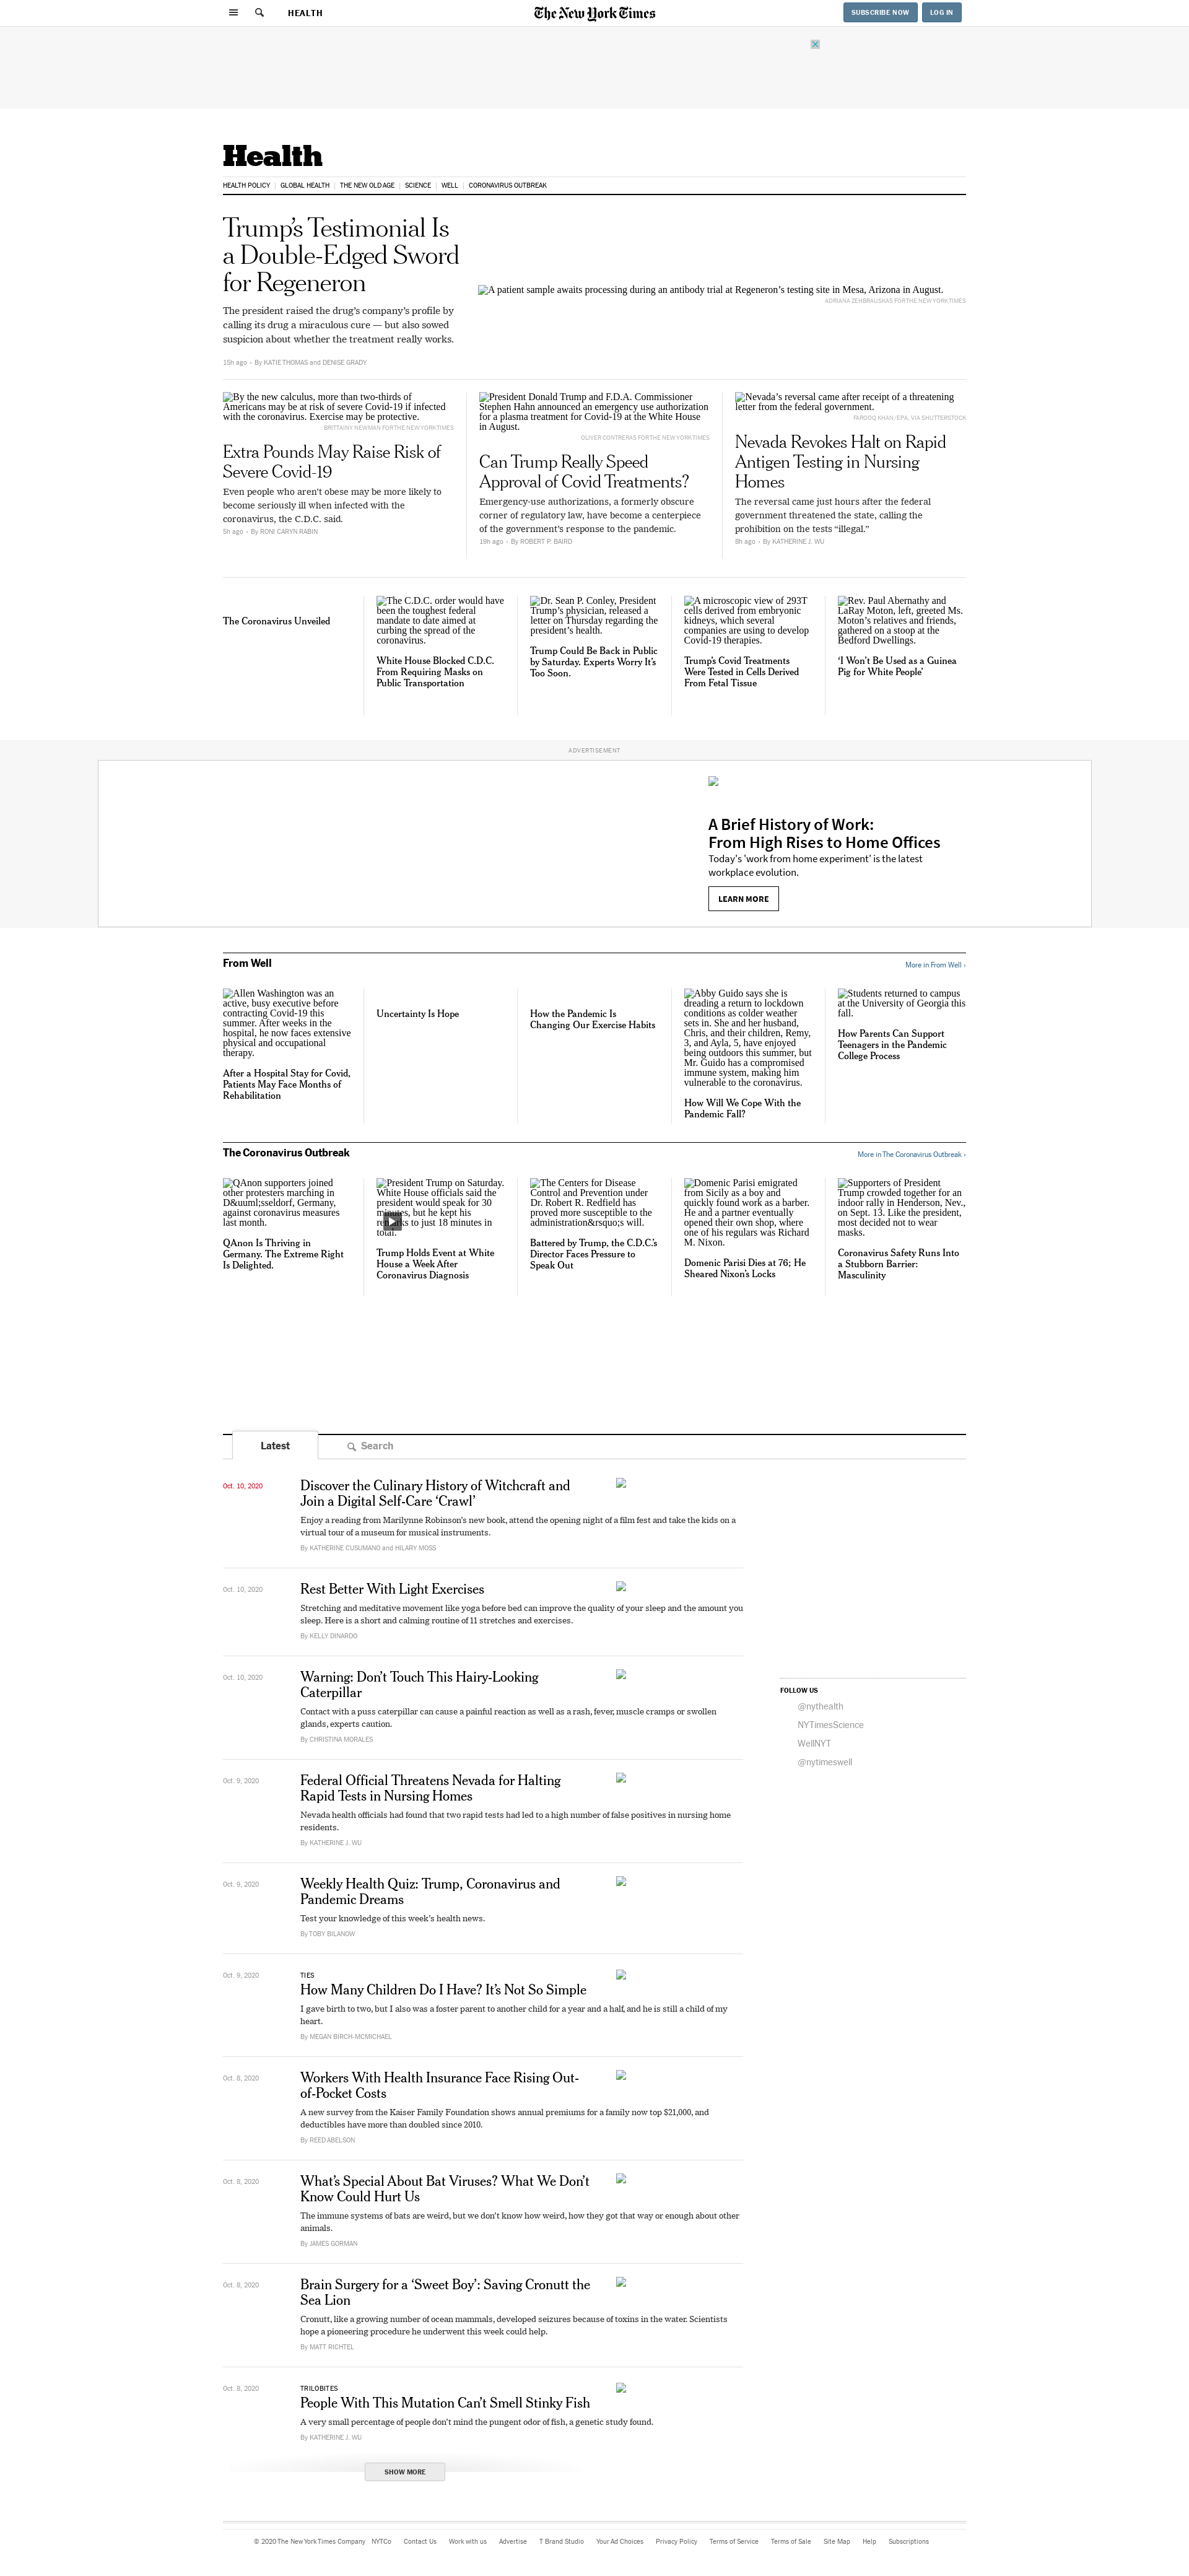 HEALTH
The New York Times
SUBSCRIBE NOW
LOG IN
Health
HEALTH POLICY
GLOBAL HEALTH
THE NEW OLD AGE
SCIENCE
WELL
CORONAVIRUS OUTBREAK
Trump’s Testimonial Is
a Double-Edged Sword
for Regeneron
The president raised the drug’s company’s profile by
calling its drug a miraculous cure — but also sowed
suspicion about whether the treatment really works.
15h ago • By KATIE THOMAS and DENISE GRADY
A patient sample awaits processing during an antibody trial at Regeneron’s testing site in Mesa, Arizona in August.
ADRIANA ZEHBRAUSKAS FOR THE NEW YORK TIMES
By the new calculus, more than two-thirds of
Americans may be at risk of severe Covid-19 if infected
with the coronavirus. Exercise may be protective.
BRITTAINY NEWMAN FOR THE NEW YORK TIMES
Extra Pounds May Raise Risk of
Severe Covid-19
Even people who aren’t obese may be more likely to
become seriously ill when infected with the
coronavirus, the C.D.C. said.
5h ago • By RONI CARYN RABIN
President Donald Trump and F.D.A. Commissioner
Stephen Hahn announced an emergency use authorization
for a plasma treatment for Covid-19 at the White House
in August.
OLIVER CONTRERAS FOR THE NEW YORK TIMES
Can Trump Really Speed
Approval of Covid Treatments?
Emergency-use authorizations, a formerly obscure
corner of regulatory law, have become a centerpiece
of the government’s response to the pandemic.
19h ago • By ROBERT P. BAIRD
Nevada’s reversal came after receipt of a threatening
letter from the federal government.
FAROOQ KHAN/EPA, VIA SHUTTERSTOCK
Nevada Revokes Halt on Rapid
Antigen Testing in Nursing
Homes
The reversal came just hours after the federal
government threatened the state, calling the
prohibition on the tests “illegal.”
8h ago • By KATHERINE J. WU
The Coronavirus Unveiled
The C.D.C. order would have
been the toughest federal
mandate to date aimed at
curbing the spread of the
coronavirus.
White House Blocked C.D.C.
From Requiring Masks on
Public Transportation
Dr. Sean P. Conley, President
Trump’s physician, released a
letter on Thursday regarding the
president’s health.
Trump Could Be Back in Public
by Saturday. Experts Worry It’s
Too Soon.
A microscopic view of 293T
cells derived from embryonic
kidneys, which several
companies are using to develop
Covid-19 therapies.
Trump’s Covid Treatments
Were Tested in Cells Derived
From Fetal Tissue
Rev. Paul Abernathy and
LaRay Moton, left, greeted Ms.
Moton’s relatives and friends,
gathered on a stoop at the
Bedford Dwellings.
‘I Won’t Be Used as a Guinea
Pig for White People’
ADVERTISEMENT
A Brief History of Work:
From High Rises to Home Offices
Today's 'work from home experiment' is the latest
workplace evolution.
LEARN MORE
From Well
More in From Well ›
Allen Washington was an
active, busy executive before
contracting Covid-19 this
summer. After weeks in the
hospital, he now faces extensive
physical and occupational
therapy.
After a Hospital Stay for Covid,
Patients May Face Months of
Rehabilitation
Uncertainty Is Hope
How the Pandemic Is
Changing Our Exercise Habits
Abby Guido says she is
dreading a return to lockdown
conditions as colder weather
sets in. She and her husband,
Chris, and their children, Remy,
3, and Ayla, 5, have enjoyed
being outdoors this summer, but
Mr. Guido has a compromised
immune system, making him
vulnerable to the coronavirus.
How Will We Cope With the
Pandemic Fall?
Students returned to campus
at the University of Georgia this
fall.
How Parents Can Support
Teenagers in the Pandemic
College Process
The Coronavirus Outbreak
More in The Coronavirus Outbreak ›
QAnon supporters joined
other protesters marching in
D&uuml;sseldorf, Germany,
against coronavirus measures
last month.
QAnon Is Thriving in
Germany. The Extreme Right
Is Delighted.
President Trump on Saturday.
White House officials said the
president would speak for 30
minutes, but he kept his
to just 18 minutes in
total.
Trump Holds Event at White
House a Week After
Coronavirus Diagnosis
The Centers for Disease
Control and Prevention under
Dr. Robert R. Redfield has
proved more susceptible to the
administration&rsquo;s will.
Battered by Trump, the C.D.C.’s
Director Faces Pressure to
Speak Out
Domenic Parisi emigrated
from Sicily as a boy and
quickly found work as a barber.
He and a partner eventually
opened their own shop, where
one of his regulars was Richard
M. Nixon.
Domenic Parisi Dies at 76; He
Sheared Nixon’s Locks
Supporters of President
Trump crowded together for an
indoor rally in Henderson, Nev.,
on Sept. 13. Like the president,
most decided not to wear
masks.
Coronavirus Safety Runs Into
a Stubborn Barrier:
Masculinity
Latest
Search
Oct. 10, 2020
Discover the Culinary History of Witchcraft and
Join a Digital Self-Care ‘Crawl’
Enjoy a reading from Marilynne Robinson’s new book, attend the opening night of a film fest and take the kids on a
virtual tour of a museum for musical instruments.
By KATHERINE CUSUMANO and HILARY MOSS
Oct. 10, 2020
Rest Better With Light Exercises
Stretching and meditative movement like yoga before bed can improve the quality of your sleep and the amount you
sleep. Here is a short and calming routine of 11 stretches and exercises.
By KELLY DINARDO
Oct. 10, 2020
Warning: Don’t Touch This Hairy-Looking
Caterpillar
Contact with a puss caterpillar can cause a painful reaction as well as a rash, fever, muscle cramps or swollen
glands, experts caution.
By CHRISTINA MORALES
FOLLOW US
@nythealth
NYTimesScience
WellNYT
@nytimeswell
Oct. 9, 2020
Federal Official Threatens Nevada for Halting
Rapid Tests in Nursing Homes
Nevada health officials had found that two rapid tests had led to a high number of false positives in nursing home
residents.
By KATHERINE J. WU
Oct. 9, 2020
Weekly Health Quiz: Trump, Coronavirus and
Pandemic Dreams
Test your knowledge of this week’s health news.
By TOBY BILANOW
Oct. 9, 2020
TIES
How Many Children Do I Have? It’s Not So Simple
I gave birth to two, but I also was a foster parent to another child for a year and a half, and he is still a child of my
heart.
By MEGAN BIRCH-MCMICHAEL
Oct. 8, 2020
Workers With Health Insurance Face Rising Out-
of-Pocket Costs
A new survey from the Kaiser Family Foundation shows annual premiums for a family now top $21,000, and
deductibles have more than doubled since 2010.
By REED ABELSON
Oct. 8, 2020
What’s Special About Bat Viruses? What We Don’t
Know Could Hurt Us
The immune systems of bats are weird, but we don’t know how weird, how they got that way or enough about other
animals.
By JAMES GORMAN
Oct. 8, 2020
Brain Surgery for a ‘Sweet Boy’: Saving Cronutt the
Sea Lion
Cronutt, like a growing number of ocean mammals, developed seizures because of toxins in the water. Scientists
hope a pioneering procedure he underwent this week could help.
By MATT RICHTEL
Oct. 8, 2020
TRILOBITES
People With This Mutation Can’t Smell Stinky Fish
A very small percentage of people don’t mind the pungent odor of fish, a genetic study found.
By KATHERINE J. WU
SHOW MORE
© 2020 The New York Times Company
NYTCo
Contact Us
Work with us
Advertise
T Brand Studio
Your Ad Choices
Privacy Policy
Terms of Service
Terms of Sale
Site Map
Help
Subscriptions